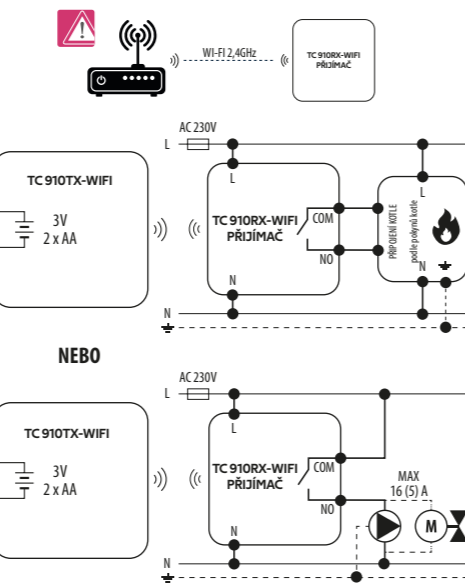 WI-FI 2,4GHz
TC 910RX-WIFI
PŘIJÍMAČ
AC 230V
L
TC 910TX-WIFI
3V
2 x AA
L
TC 910RX-WIFI
PŘIJÍMAČ
COM
NO
N
PŘIPOJENÍ KOTLE
podle pokynů kotle
L
N
N
NEBO
AC 230V
L
TC 910TX-WIFI
3V
2 x AA
L
TC 910RX-WIFI
PŘIJÍMAČ
COM
NO
N
MAX
16 (5) A
M
N